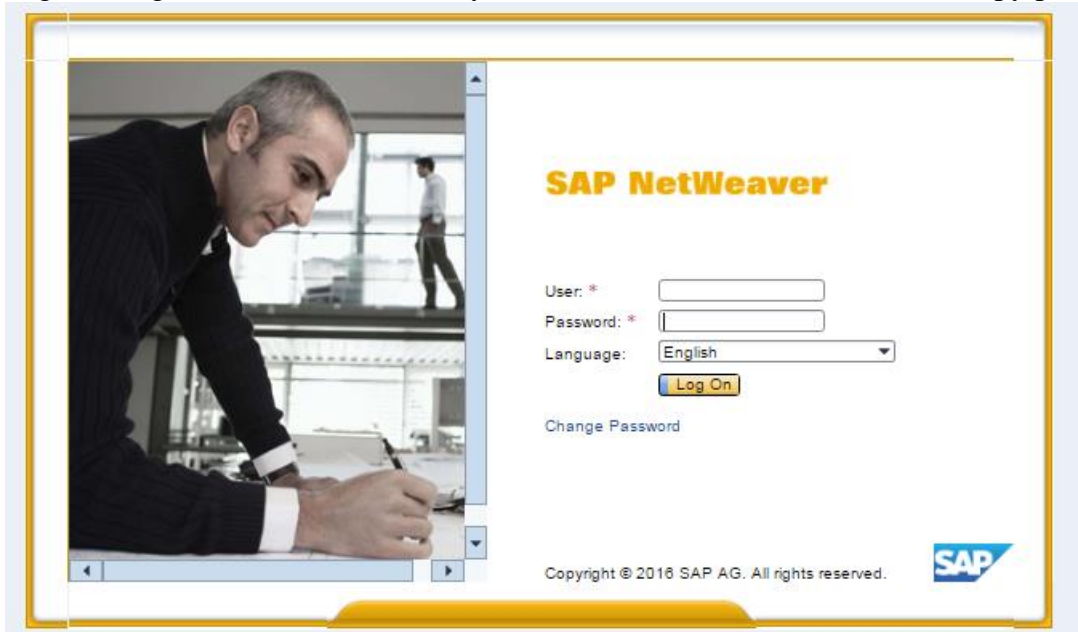 SAP NetWeaver
User: *
Password: *
Language: English
Log On
Change Password
Copyright © 2016 SAP AG. All rights reserved.
SAP